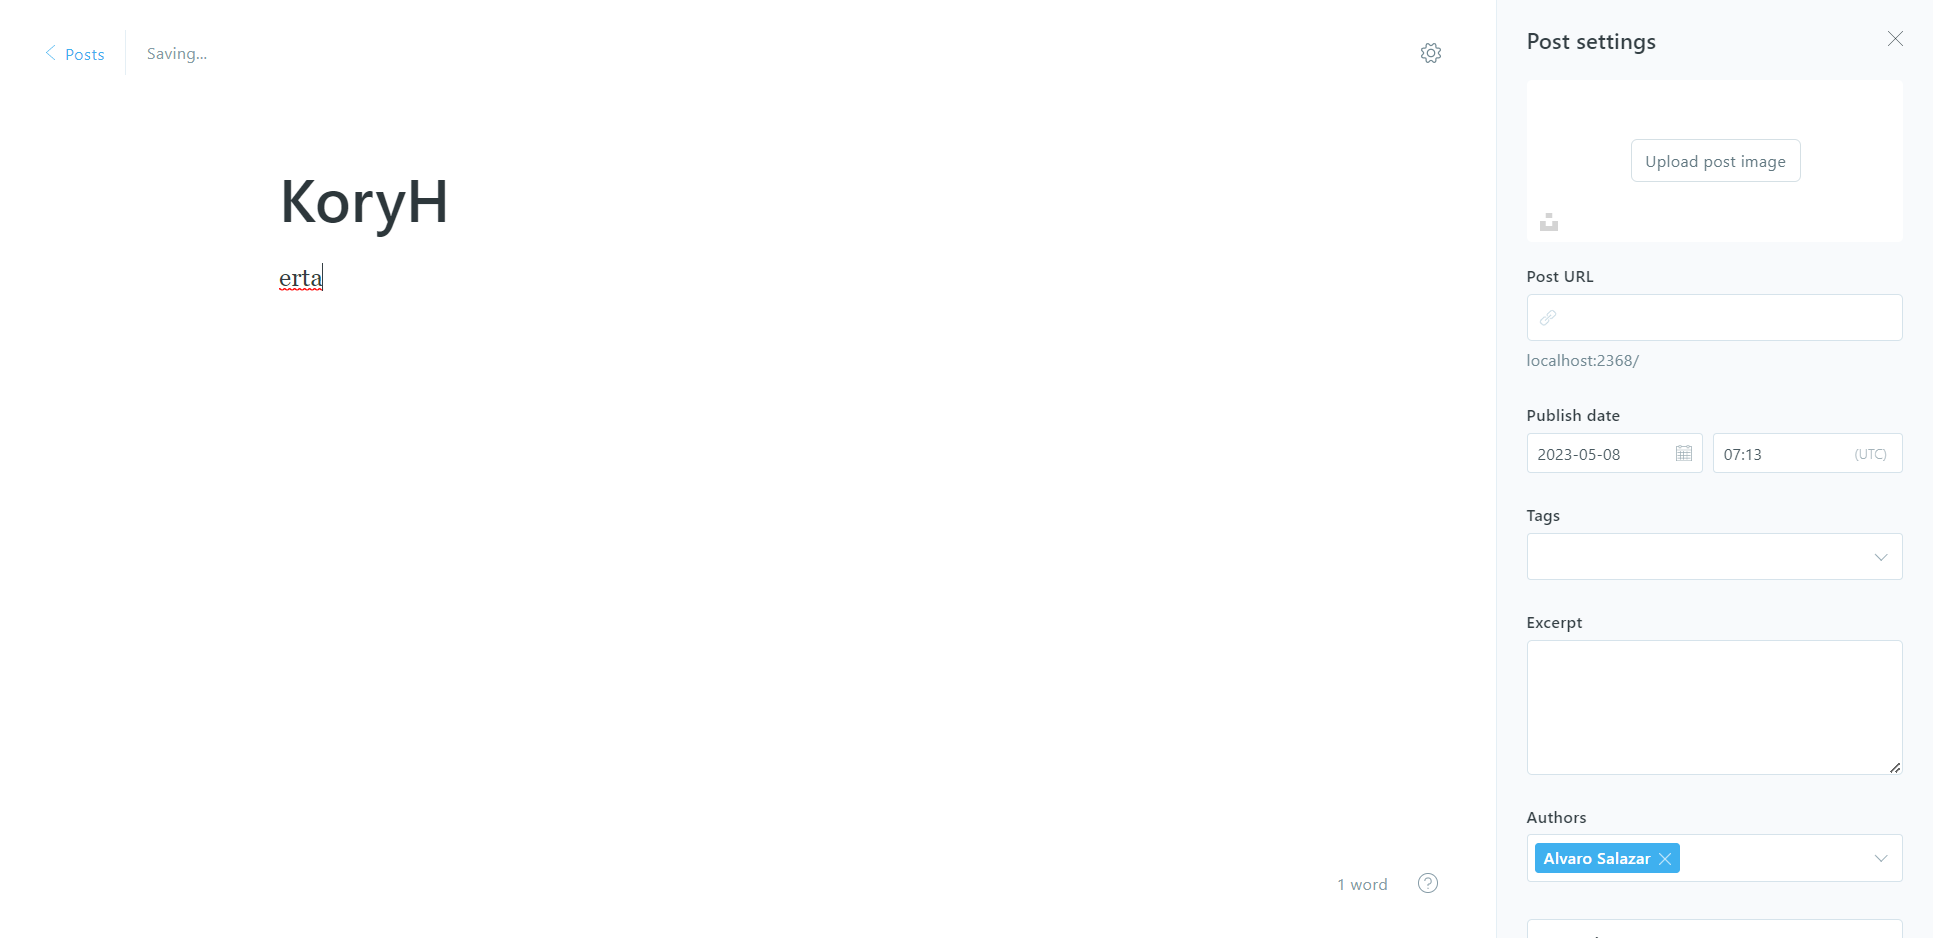 Posts
Saving...
KoryH
erta
1 word
Post settings
Upload post image
Post URL
localhost:2368/
Publish date
2023-05-08
07:13
(UTC)
Tags
Excerpt
Authors
Alvaro Salazar